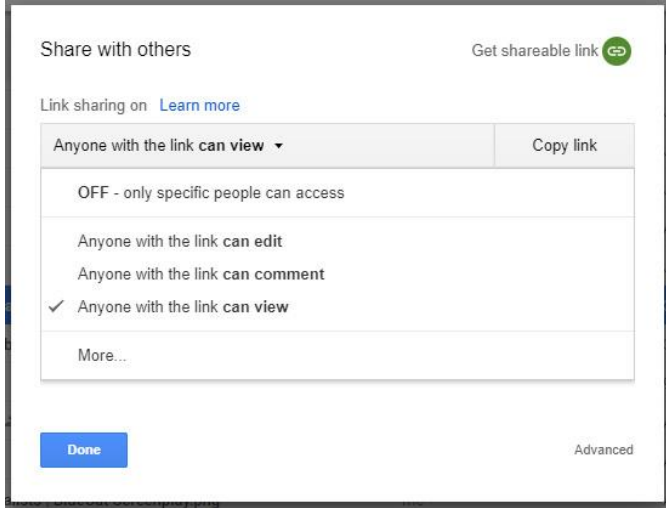 Share with others
Get shareable link
Link sharing on Learn more
Anyone with the link can view
Copy link
OFF - only specific people can access
Anyone with the link can edit
Anyone with the link can comment
Anyone with the link can view
More...
Done
Advanced